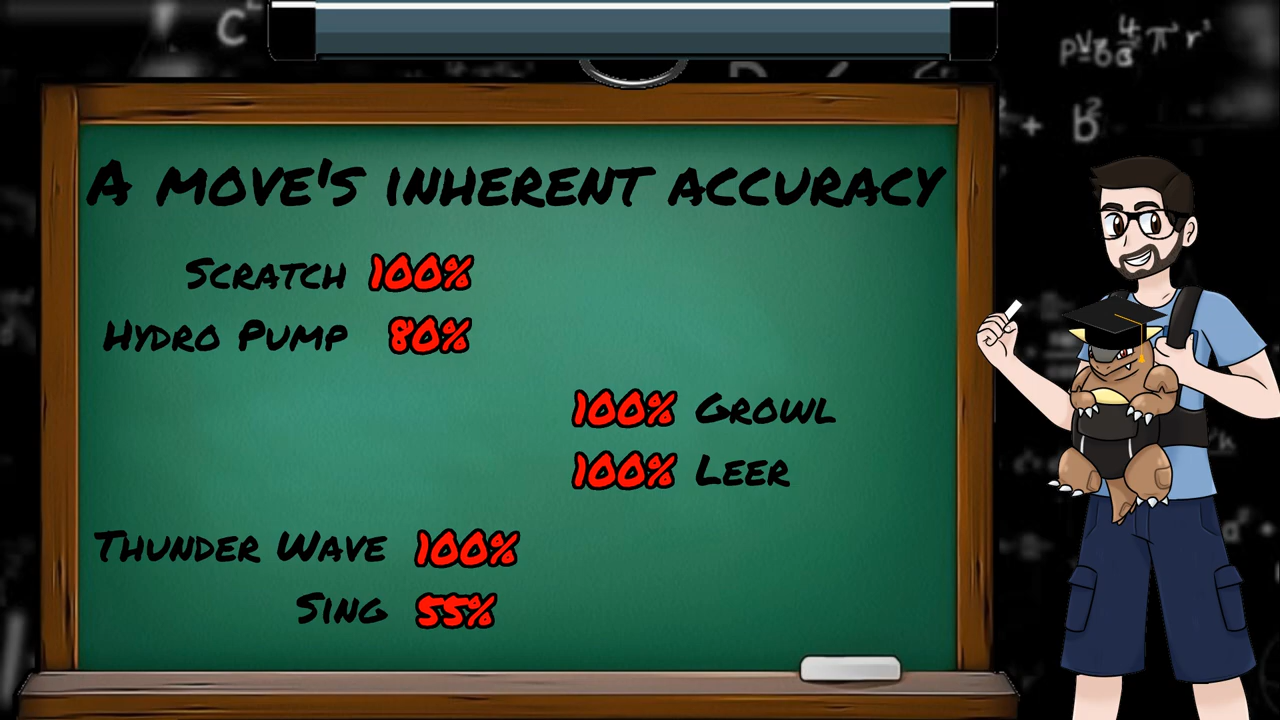 A move's inherent accuracy
Scratch 100%
Hydro Pump 80%
100% Growl
100% Leer
Thunder Wave 100%
Sing 55%